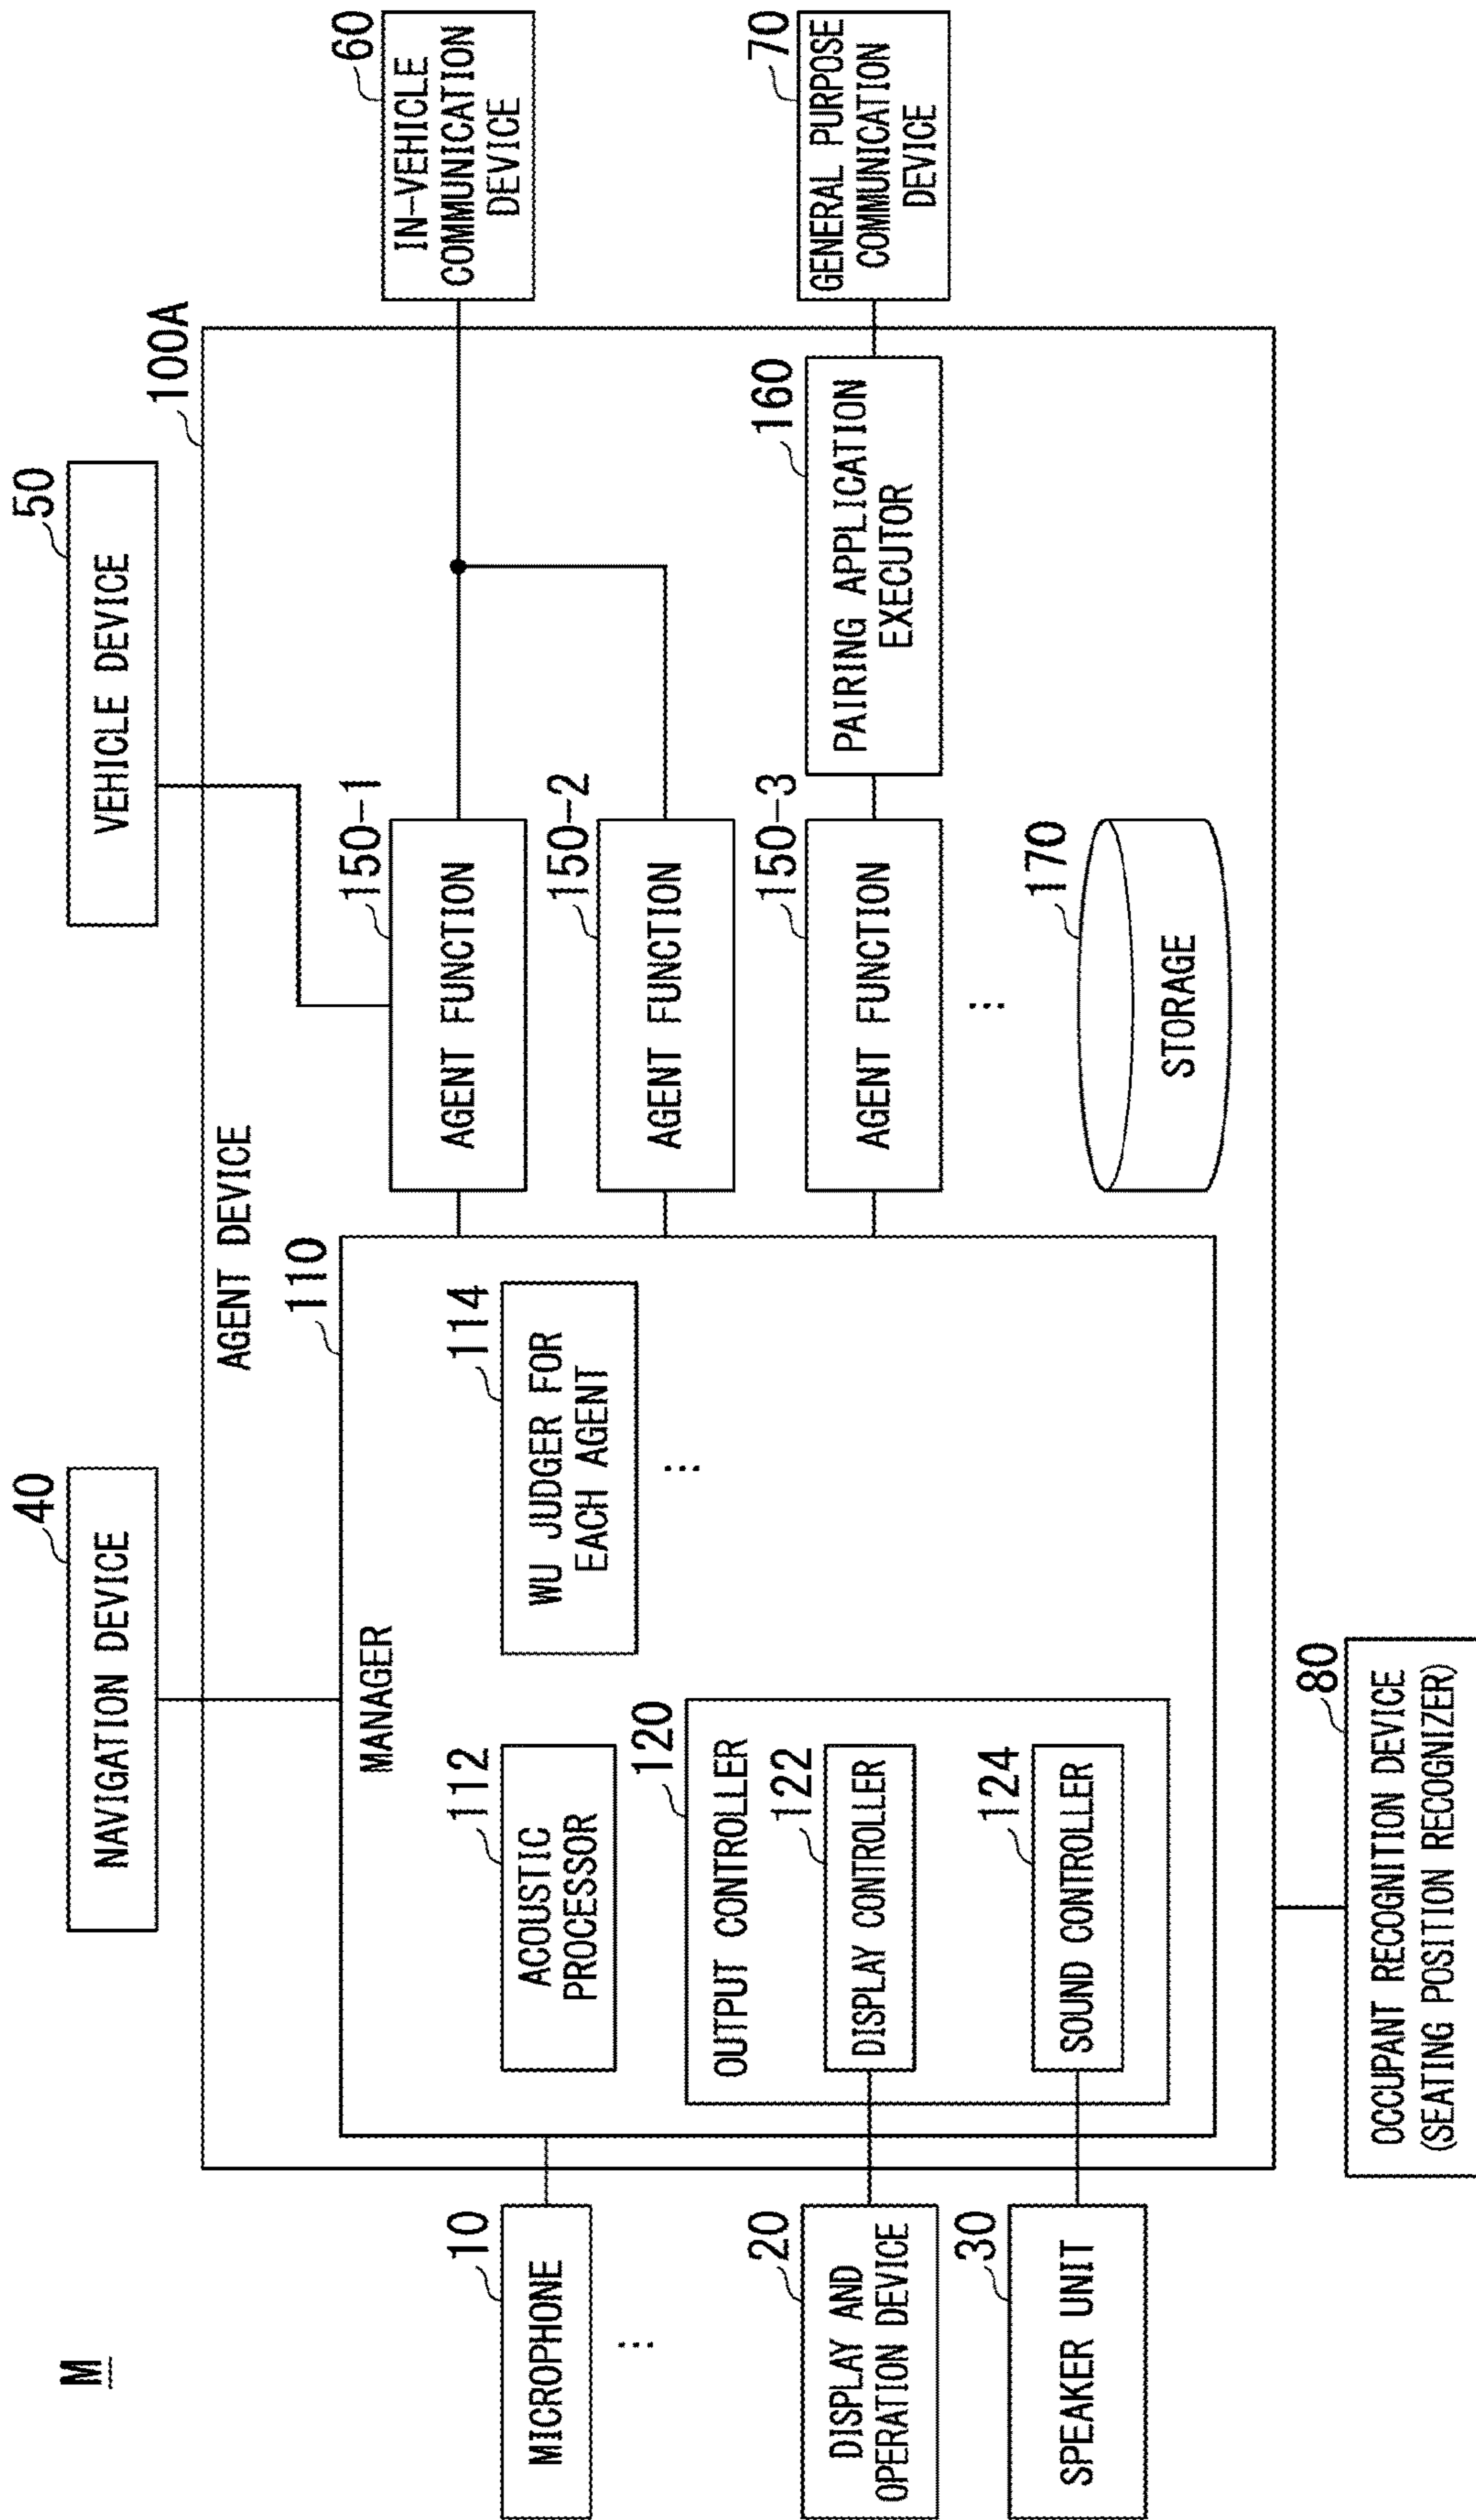 M
40
NAVIGATION DEVICE
50
VEHICLE DEVICE
100A
AGENT DEVICE
110
MANAGER
10
MICROPHONE
...
112
ACOUSTIC
PROCESSOR
114
WU JUDGER FOR
EACH AGENT
...
150-1
AGENT FUNCTION
60
IN-VEHICLE
COMMUNICATION
DEVICE
150-2
AGENT FUNCTION
120
OUTPUT CONTROLLER
20
DISPLAY AND
OPERATION DEVICE
122
DISPLAY CONTROLLER
150-3
AGENT FUNCTION
...
160
PAIRING APPLICATION
EXECUTOR
70
GENERAL PURPOSE
COMMUNICATION
DEVICE
30
SPEAKER UNIT
124
SOUND CONTROLLER
170
STORAGE
80
OCCUPANT RECOGNITION DEVICE
(SEATING POSITION RECOGNIZER)